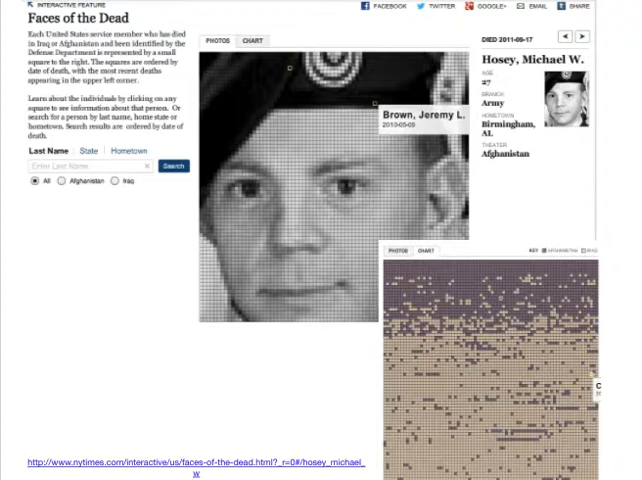 INTERACTIVE FEATURE
FACEBOOK TWITTER GOOGLE+ EMAIL SHARE
Faces of the Dead
Each United States service member who has died
in Iraq or Afghanistan and been identified by the
Defense Department is represented by a small
square to the right. The squares are ordered by
date of death, with the most recent deaths
appearing in the upper left corner.
Learn about the individuals by clicking on any
square to see information about that person. Or
search for a person by last name, home state or
hometown. Search results are ordered by date of
death.
Last Name State Hometown
Enter Last Name Search
All Afghanistan Iraq
PHOTOS CHART
Brown, Jeremy L.
2010-05-09
DIED 2011-09-17
Hosey, Michael W.
AGE
27
BRANCH
Army
HOMETOWN
Birmingham,
AL
THEATER
Afghanistan
PHOTOS CHART
KEY AFGHANISTAN IRAQ
C
http://www.nytimes.com/interactive/us/faces-of-the-dead.html?_r=0#/hosey_michael_
w